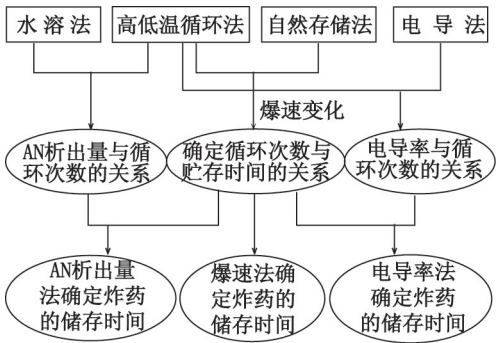 水溶法
高低温循环法
自然存储法
电导法
爆速变化
AN析出量与循
环次数的关系
确定循环次数与
贮存时间的关系
电导率与循
环次数的关系
AN析出量
法确定炸药
的储存时间
爆速法确
定炸药的
储存时间
电导率法
确定炸药
的储存时间